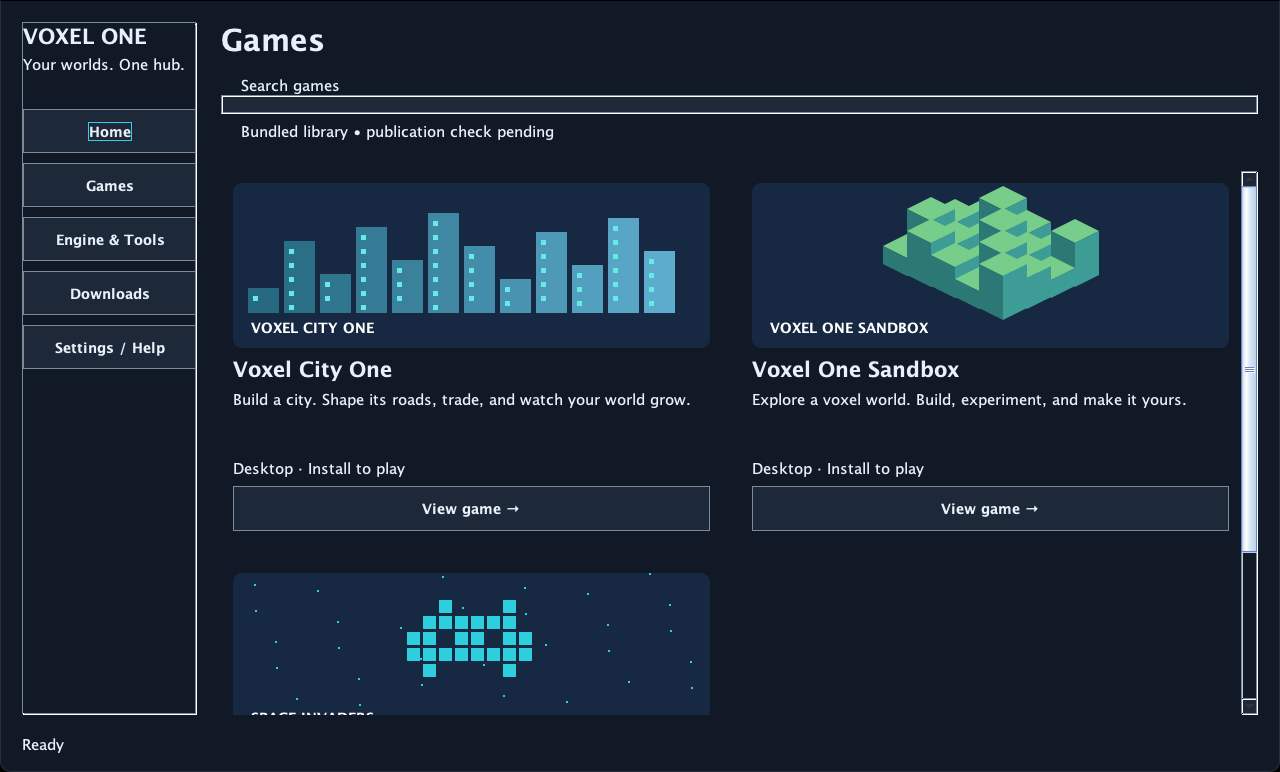 VOXEL ONE
Your worlds. One hub.
Home
Games
Engine & Tools
Downloads
Settings / Help
Games
Search games
Bundled library • publication check pending
VOXEL CITY ONE
Voxel City One
Build a city. Shape its roads, trade, and watch your world grow.
Desktop · Install to play
View game →
VOXEL ONE SANDBOX
Voxel One Sandbox
Explore a voxel world. Build, experiment, and make it yours.
Desktop · Install to play
View game →
SPACE INVADERS
Ready